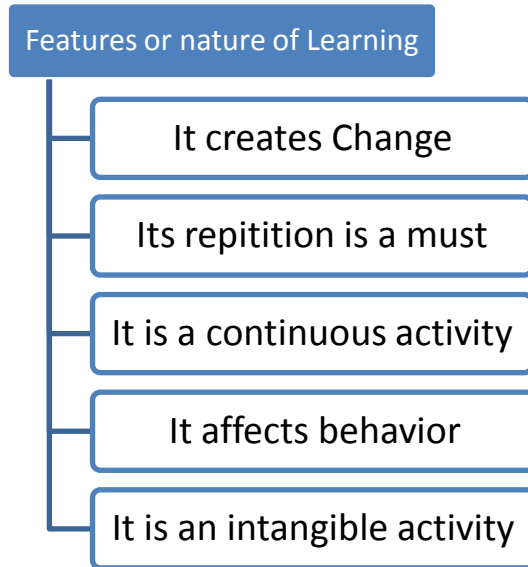 Features or nature of Learning
It creates Change
Its repitition is a must
It is a continuous activity
It affects behavior
It is an intangible activity